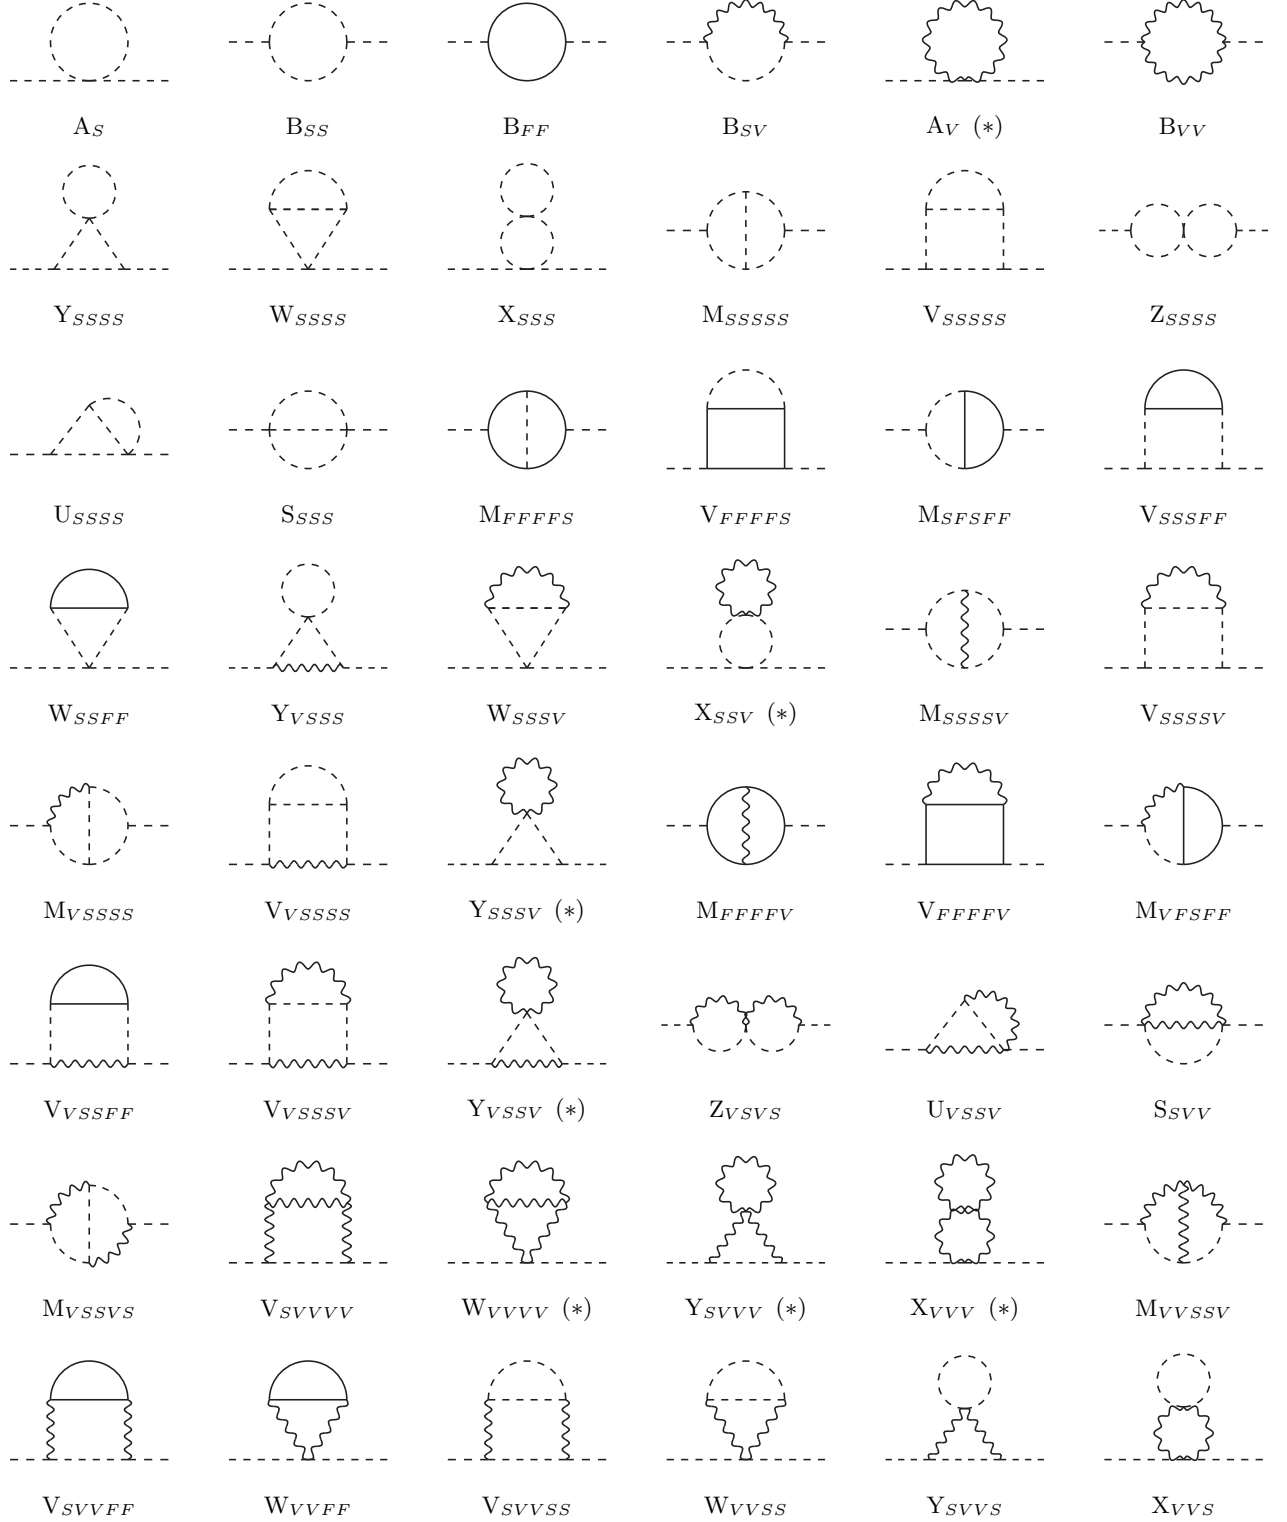 A_S B_SS B_FF B_SV A_V (∗) B_VV
Y_SSSS W_SSSS X_SSS M_SSSSS V_SSSSS Z_SSSS
U_SSSS S_SSS M_FFFFS V_FFFFS M_SFSFF V_SSSFF
W_SSFF Y_VSSS W_SSSV X_SSV (∗) M_SSSSV V_SSSSV
M_VSSSS V_VSSSS Y_SSSV (∗) M_FFFFV V_FFFFV M_VFSFF
V_VSSFF V_VSSSV Y_VSSV (∗) Z_VSVS U_VSSV S_SVV
M_VSSVS V_SVVVV W_VVVV (∗) Y_SVVV (∗) X_VVV (∗) M_VVSSV
V_SVVFF W_VVFF V_SVVSS W_VVSS Y_SVVS X_VVS